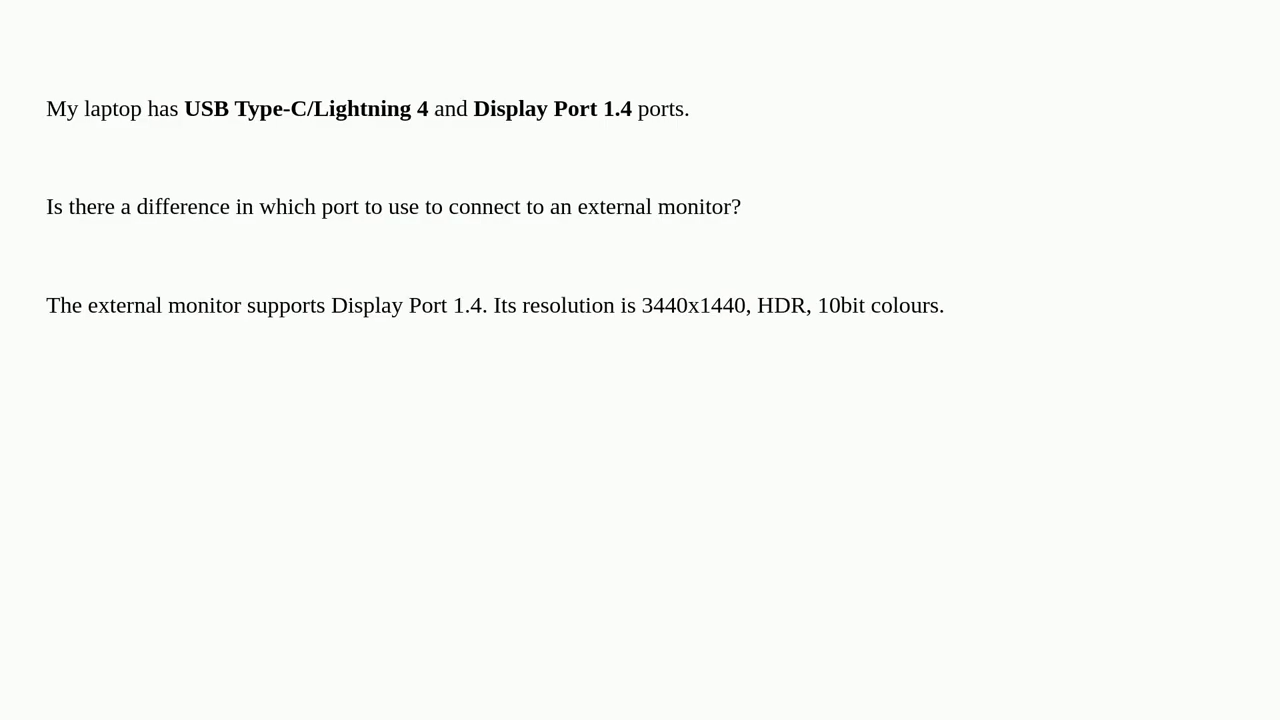 My laptop has USB Type-C/Lightning 4 and Display Port 1.4 ports.
Is there a difference in which port to use to connect to an external monitor?
The external monitor supports Display Port 1.4. Its resolution is 3440x1440, HDR, 10bit colours.